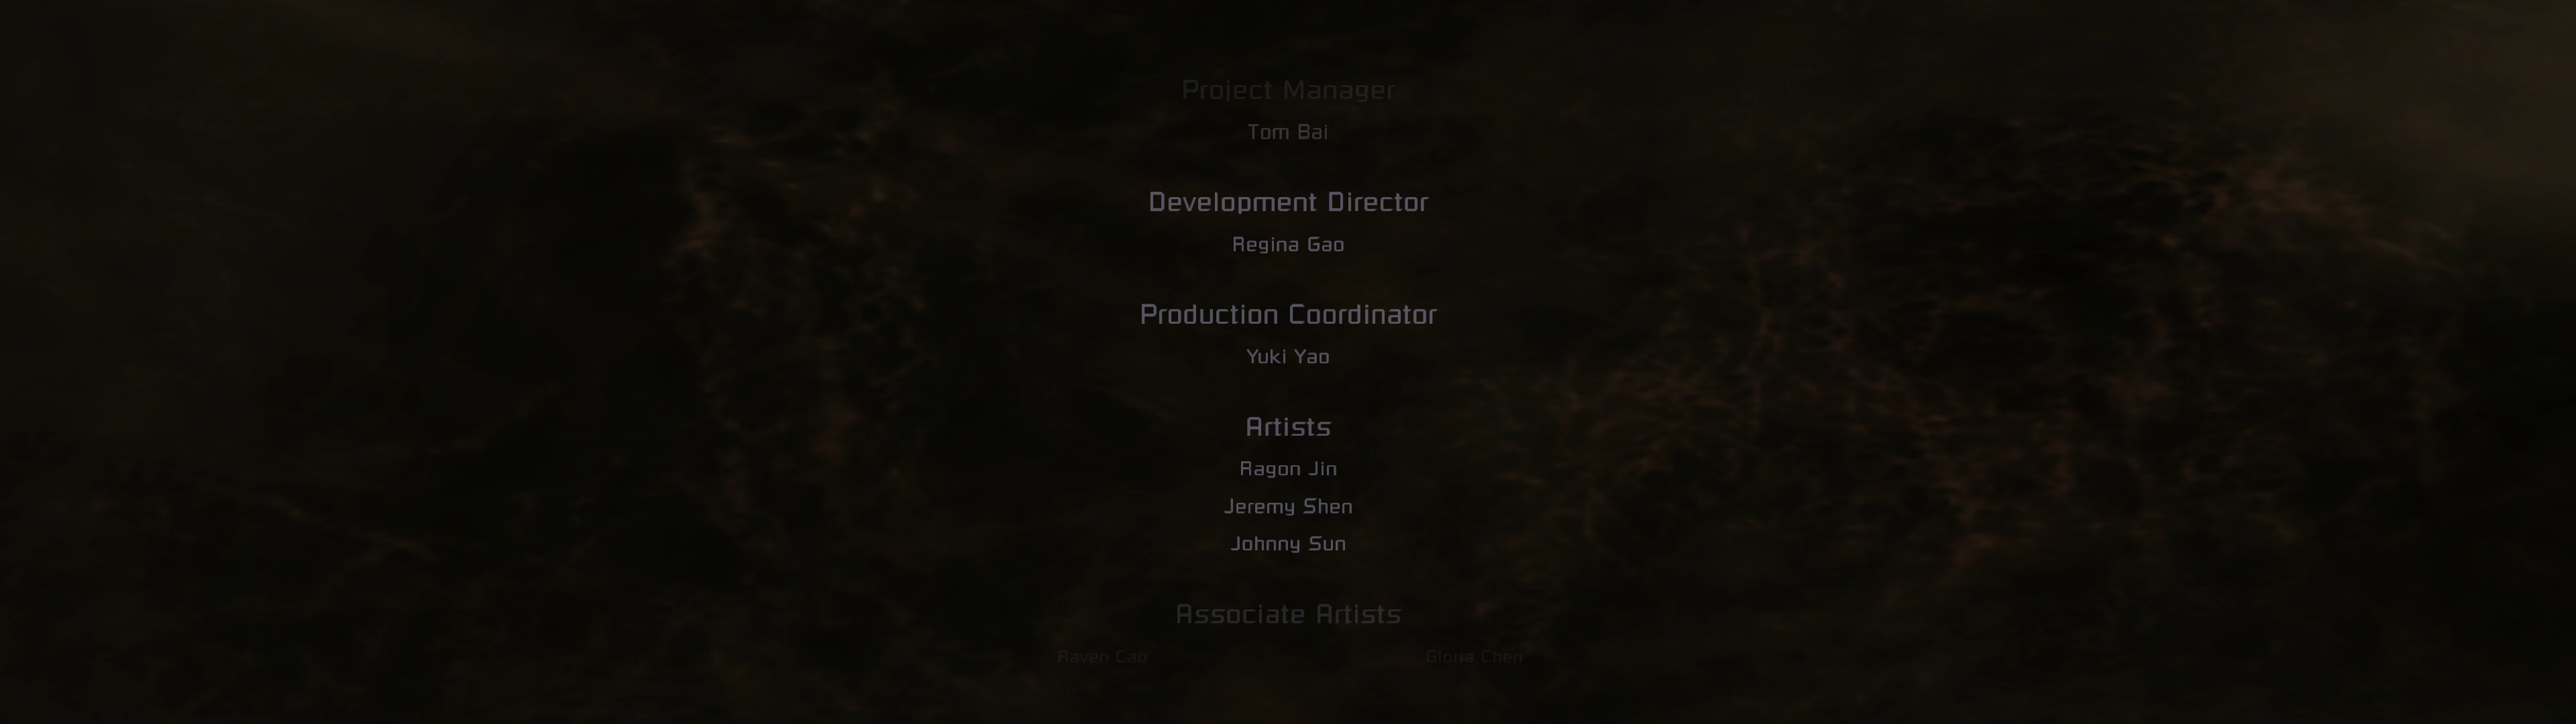 Project Manager
Tom Bai
Development Director
Regina Gao
Production Coordinator
Yuki Yao
Artists
Ragon Jin
Jeremy Shen
Johnny Sun
Associate Artists
Raven Cao Gloria Chen